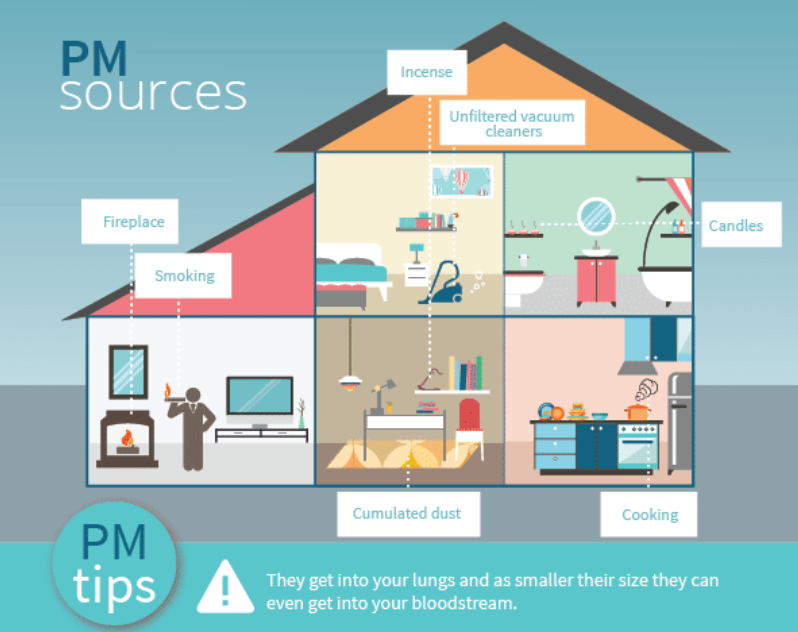 PM
sources
Incense
Unfiltered vacuum
cleaners
Fireplace
Smoking
Candles
Cumulated dust
Cooking
PM
tips
They get into your lungs and as smaller their size they can
even get into your bloodstream.